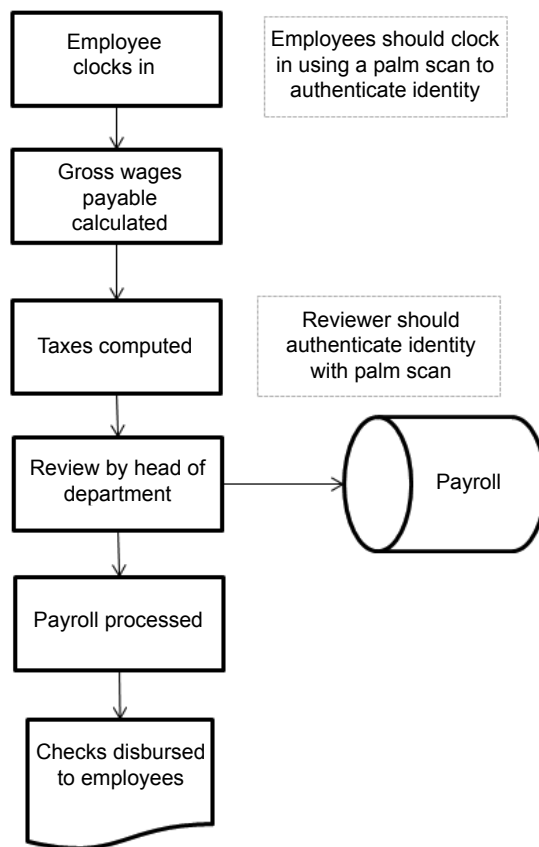 Employee
clocks in
Employees should clock
in using a palm scan to
authenticate identity
Gross wages
payable
calculated
Taxes computed
Reviewer should
authenticate identity
with palm scan
Review by head of
department
Payroll
Payroll processed
Checks disbursed
to employees